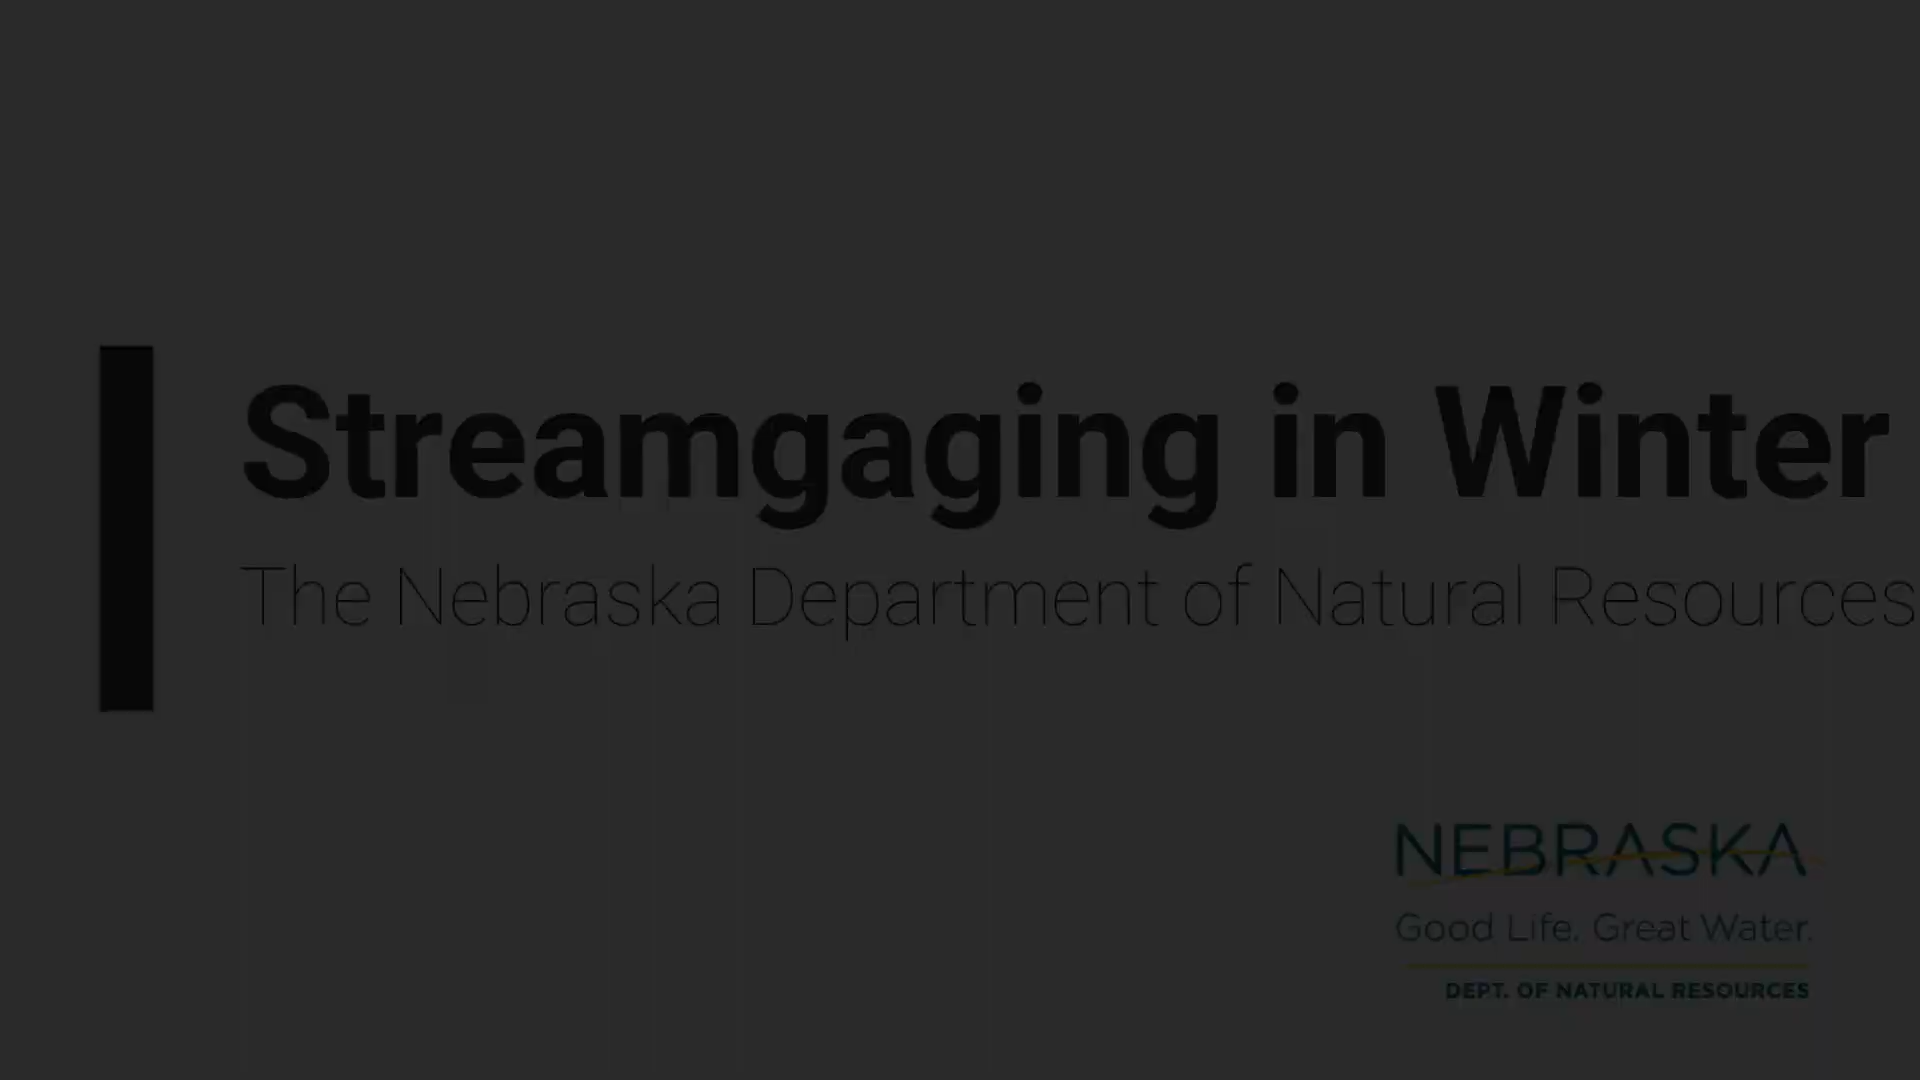 Streamgaging in Winter
The Nebraska Department of Natural Resources
NEBRASKA
Good Life. Great Water.
DEPT. OF NATURAL RESOURCES